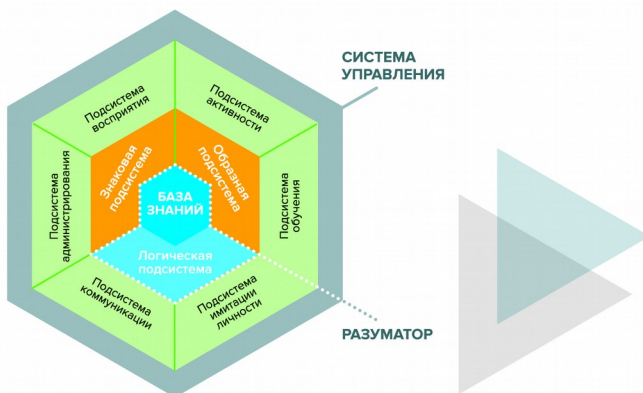 СИСТЕМА
УПРАВЛЕНИЯ
Подсистема
восприятия
Подсистема
активности
Знаковая
подсистема
Образная
подсистема
Подсистема
администрирования
БАЗА
ЗНАНИЙ
Подсистема
обучения
Логическая
подсистема
Подсистема
коммуникации
Подсистема
имитации
личности
РАЗУМАТОР